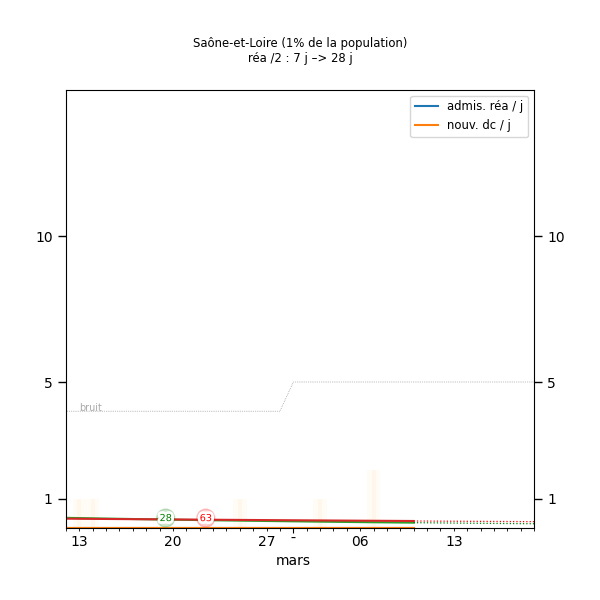 Saône-et-Loire (1% de la population)
réa /2 : 7 j –> 28 j
admis. réa / j
nouv. dc / j
10 10
5 5
bruit
1 1
28 63
13 20 27 - 06 13
mars